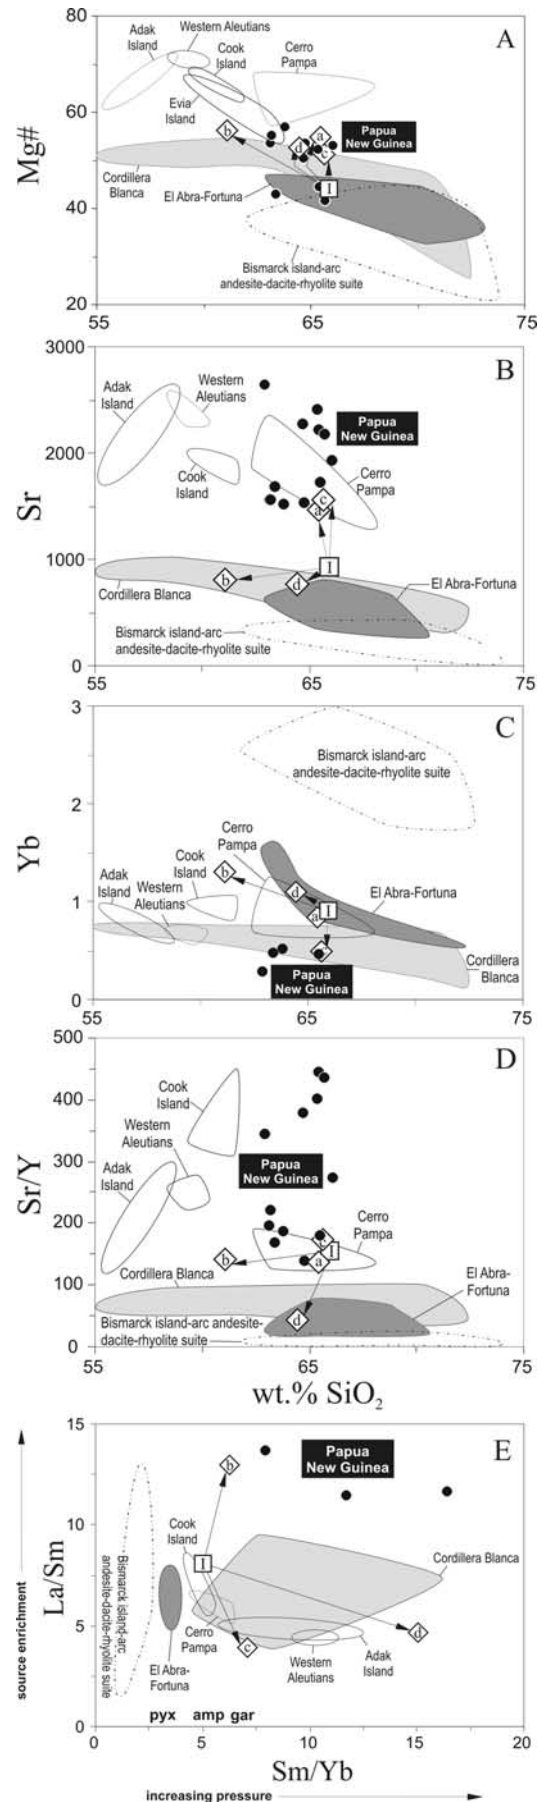 A
80
60
40
20
Mg#
Adak
Island
Western Aleutians
Cook
Island
Cerro
Pampa
Evia
Island
b
a
d
c
I
Papua
New Guinea
Cordillera
Blanca
El Abra-Fortuna
Bismarck island-arc
andesite-dacite-rhyolite suite
55
65
75
B
3000
2000
1000
0
Sr
Adak
Island
Western
Aleutians
Papua
New Guinea
Cook
Island
Cerro
Pampa
c
a
I
b
d
Cordillera Blanca
El Abra-Fortuna
Bismarck island-arc
andesite-dacite-rhyolite suite
55
65
75
C
3
2
1
0
Yb
Bismarck island-arc
andesite-dacite-rhyolite suite
Cerro
Pampa
Cook
Island
Adak
Island
Western
Aleutians
b
d
a
I
c
El Abra-Fortuna
Cordillera
Blanca
Papua
New Guinea
55
65
75
D
500
400
300
200
100
0
Sr/Y
Cook
Island
Western
Aleutians
Adak
Island
Papua
New Guinea
Cerro
Pampa
b
c
a
I
d
Cordillera Blanca
El Abra-
Fortuna
Bismarck island-arc andesite-
dacite-rhyolite suite
55
65
75
wt.% SiO₂
E
15
10
5
0
La/Sm
source enrichment
b
Papua
New Guinea
Cook
Island
I
Bismarck island-arc
andesite-dacite-rhyolite suite
Cordillera Blanca
Cerro
Pampa
c
d
El Abra-
Fortuna
Western
Aleutians
Adak
Island
pyx amp gar
0
5
10
15
20
Sm/Yb
increasing pressure